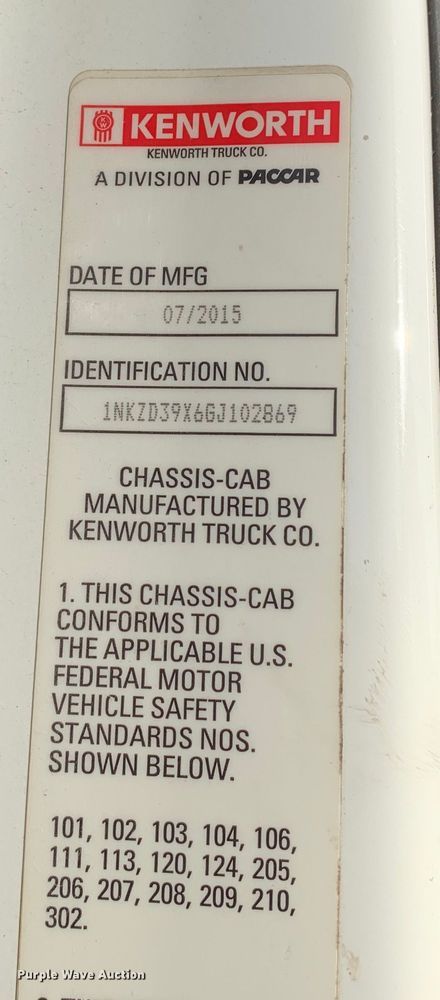 KENWORTH
KENWORTH TRUCK CO.
A DIVISION OF PACCAR
DATE OF MFG
07/2015
IDENTIFICATION NO.
1NKZD39X6GJ102869
CHASSIS-CAB
MANUFACTURED BY
KENWORTH TRUCK CO.
1. THIS CHASSIS-CAB
CONFORMS TO
THE APPLICABLE U.S.
FEDERAL MOTOR
VEHICLE SAFETY
STANDARDS NOS.
SHOWN BELOW.
101, 102, 103, 104, 106,
111, 113, 120, 124, 205,
206, 207, 208, 209, 210,
302.
Purple Wave Auction